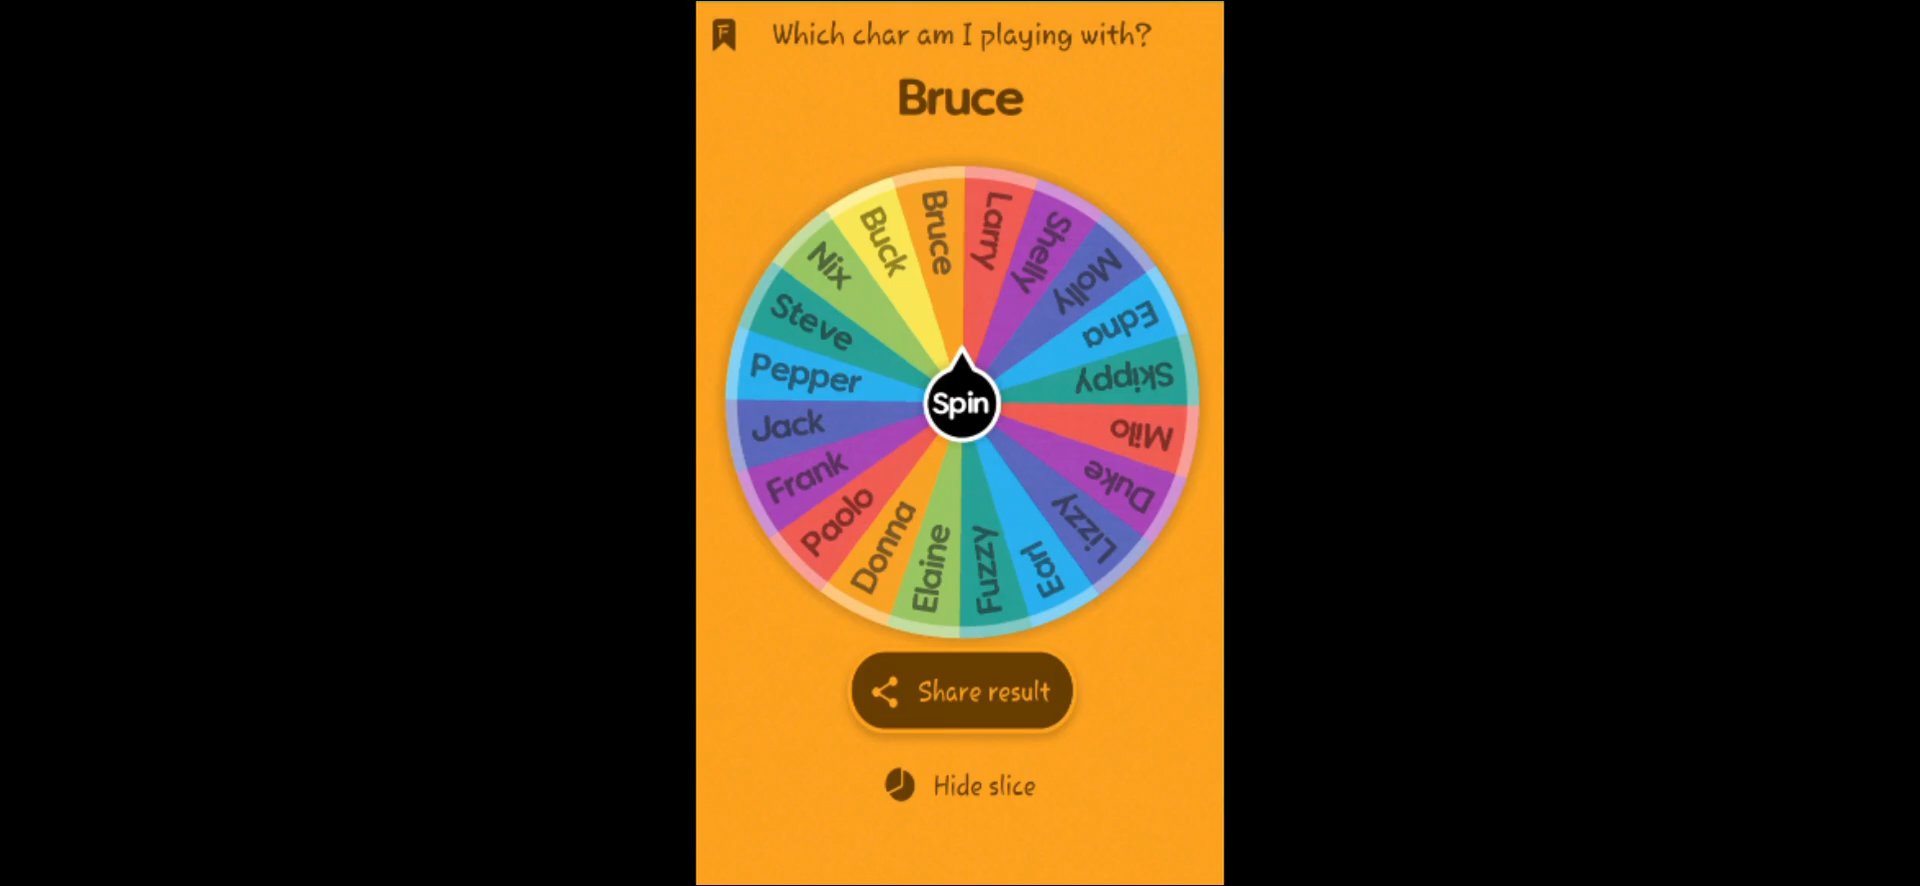 Which char am I playing with?
Bruce
Larry
Shelly
Molly
Edna
Skippy
Milo
Duke
Lizzy
Earl
Fuzzy
Elaine
Donna
Paolo
Frank
Jack
Pepper
Steve
Nix
Buck
Bruce
Spin
Share result
Hide slice